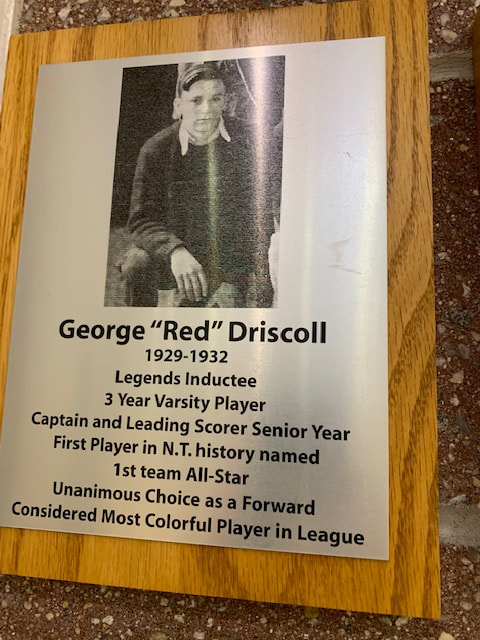 George “Red” Driscoll
1929-1932
Legends Inductee
3 Year Varsity Player
Captain and Leading Scorer Senior Year
First Player in N.T. history named
1st team All-Star
Unanimous Choice as a Forward
Considered Most Colorful Player in League